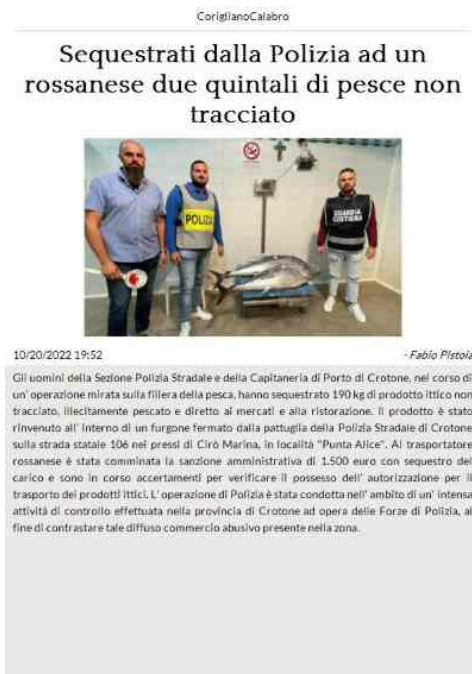 CoriglianoCalabro
Sequestrati dalla Polizia ad un
rossanese due quintali di pesce non
tracciato
POLIZIA
GUARDIA
COSTIERA
10/20/2022 19:52
- Fabio Pistoia
Gli uomini della Sezione Polizia Stradale e della Capitaneria di Porto di Crotone, nel corso di
un' operazione mirata sulla filiera della pesca, hanno sequestrato 190 kg di prodotto ittico non
tracciato, illecitamente pescato e diretto ai mercati e alla ristorazione. Il prodotto è stato
rinvenuto all' interno di un furgone fermato dalla pattuglia della Polizia Stradale di Crotone
sulla strada statale 106 nei pressi di Cirò Marina, in località "Punta Alice". Al trasportatore
rossanese è stata comminata la sanzione amministrativa di 1.500 euro con sequestro del
carico e sono in corso accertamenti per verificare il possesso dell' autorizzazione per il
trasporto dei prodotti ittici. L' operazione di Polizia è stata condotta nell' ambito di un' intensa
attività di controllo effettuata nella provincia di Crotone ad opera delle Forze di Polizia, al
fine di contrastare tale diffuso commercio abusivo presente nella zona.